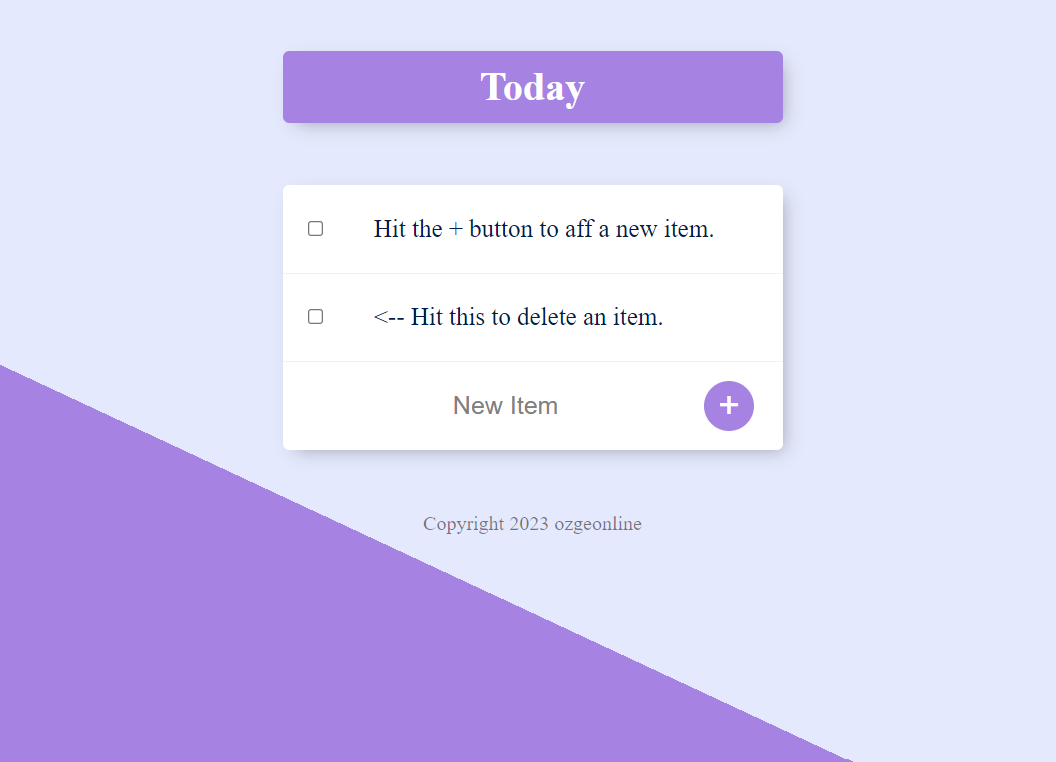 Today
Hit the + button to aff a new item.
<-- Hit this to delete an item.
New Item
+
Copyright 2023 ozgeonline